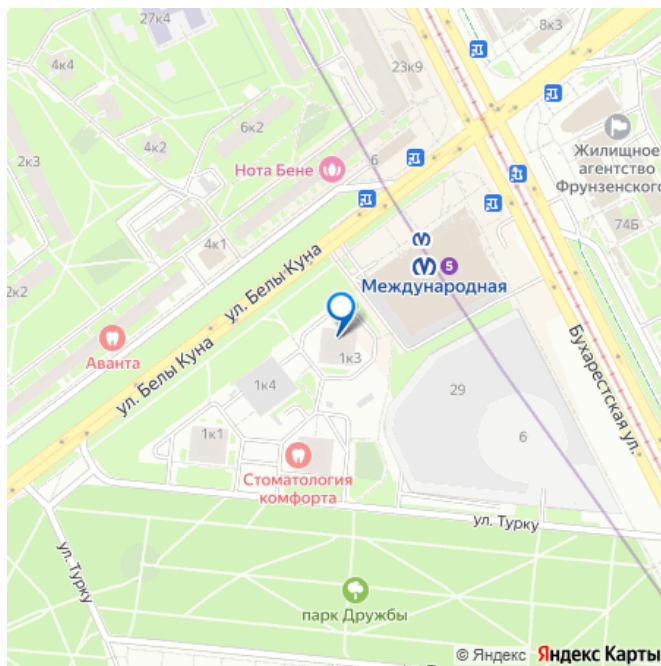 27к4
8к3
4к4
23к9
6к2
4к2
2к3
Нота Бене
6
Жилищное
агентство
Фрунзенского
74Б
4к1
ул. Белы Куна
5
Международная
2к2
Аванта
ул. Белы Куна
1к3
Бухарестская ул.
1к4
29
1к1
6
Стоматология
комфорта
ул. Турку
ул. Турку
парк Дружбы
© Яндекс Яндекс Карты